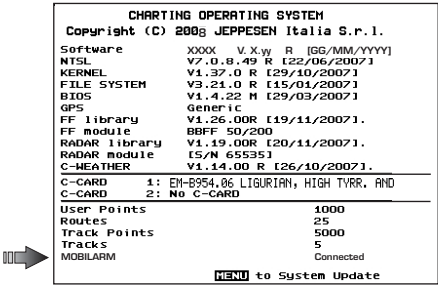 CHARTING OPERATING SYSTEM
Copyright (C) 2008 JEPPESEN Italia S.r.l.
Software XXXX V. X.yy R [GG/MM/YYYY]
NTSL V7.0.8.49 R [22/06/2007]
KERNEL V1.37.0 R [29/10/2007]
FILE SYSTEM V3.21.0 R [15/01/2007]
BIOS V1.4.22 M [29/03/2007]
GPS Generic
FF library V1.26.00R [19/11/2007].
FF module BBFF 50/200
RADAR library V1.19.00R [20/11/2007].
RADAR module [S/N 65535]
C-WEATHER V1.14.00 R [26/10/2007].
C-CARD 1: EM-B954.06 LIGURIAN, HIGH TYRR. AND
C-CARD 2: No C-CARD
User Points 1000
Routes 25
Track Points 5000
Tracks 5
MOBILARM Connected
MENU to System Update